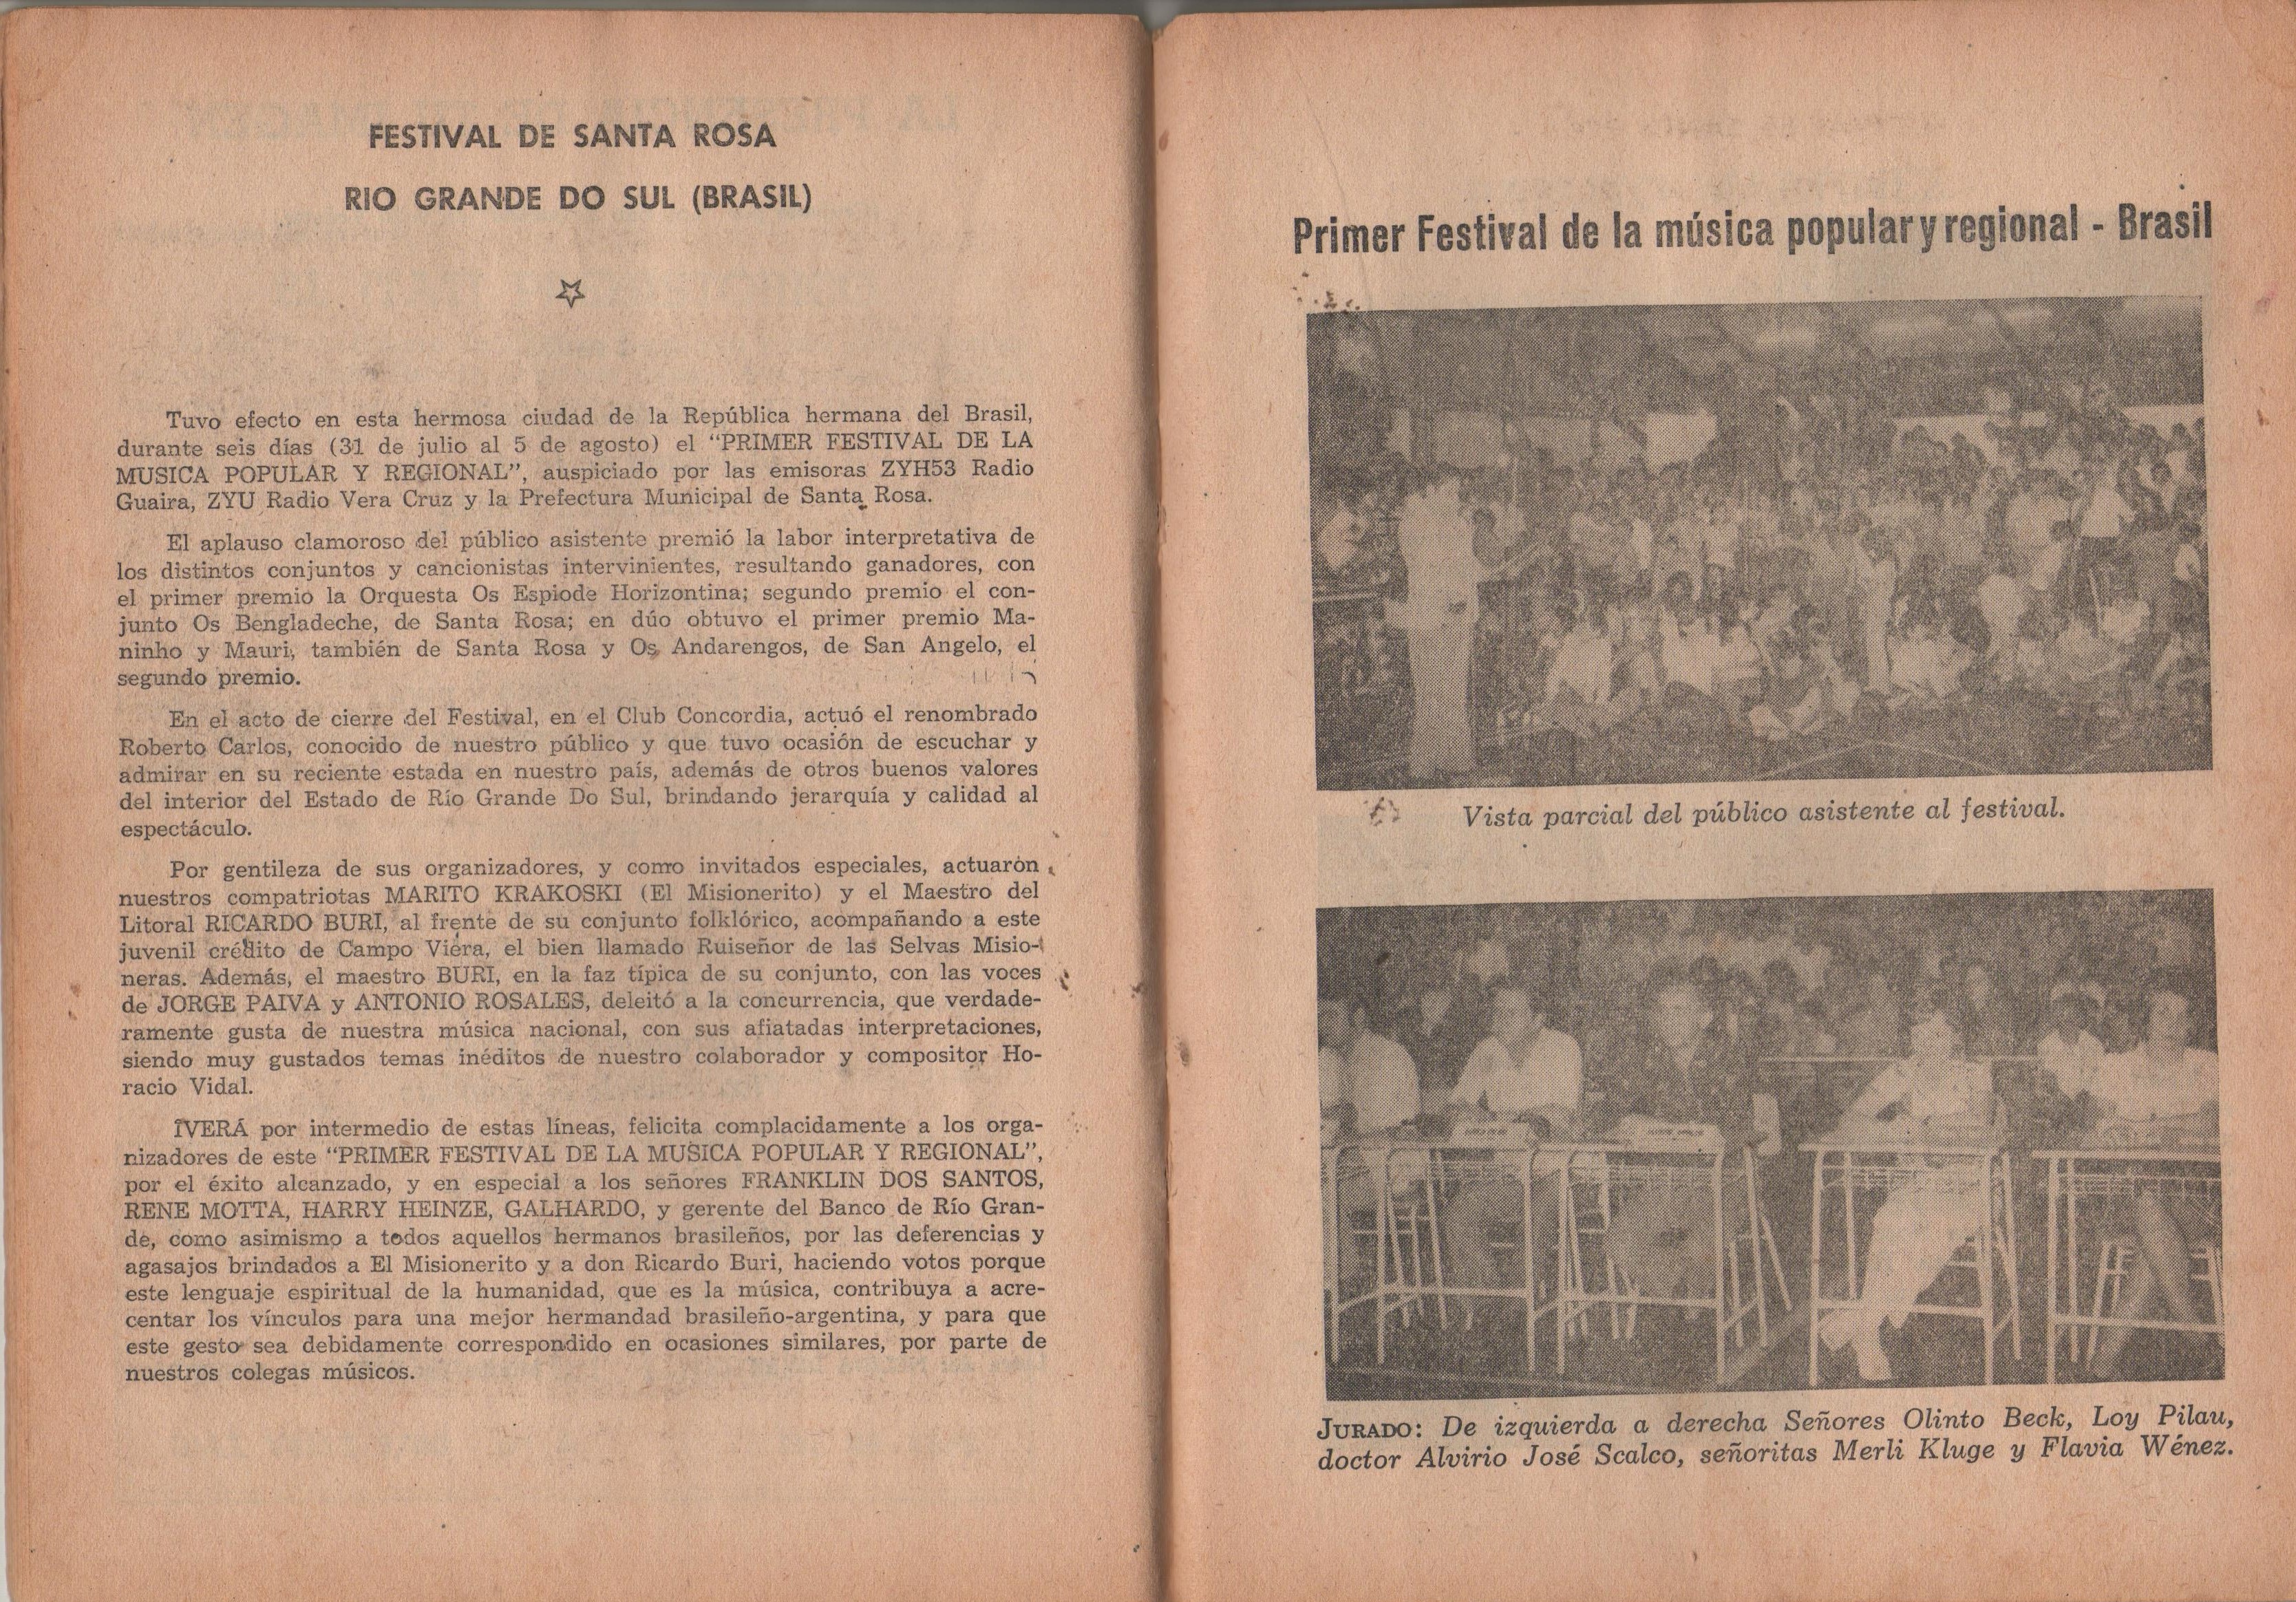 FESTIVAL DE SANTA ROSA
RIO GRANDE DO SUL (BRASIL)
Tuvo efecto en esta hermosa ciudad de la República hermana del Brasil,
durante seis días (31 de julio al 5 de agosto) el "PRIMER FESTIVAL DE LA
MUSICA POPULAR Y REGIONAL", auspiciado por las emisoras ZYH53 Radio
Guaira, ZYU Radio Vera Cruz y la Prefectura Municipal de Santa Rosa.
El aplauso clamoroso del público asistente premió la labor interpretativa de
los distintos conjuntos y cancionistas intervinientes, resultando ganadores, con
el primer premio la Orquesta Os Espiode Horizontina; segundo premio el con-
junto Os Bengladeche, de Santa Rosa; en dúo obtuvo el primer premio Ma-
ninho y Mauri, también de Santa Rosa y Os Andarengos, de San Angelo, el
segundo premio.
En el acto de cierre del Festival, en el Club Concordia, actuó el renombrado
Roberto Carlos, conocido de nuestro público y que tuvo ocasión de escuchar y
admirar en su reciente estada en nuestro país, además de otros buenos valores
del interior del Estado de Río Grande Do Sul, brindando jerarquía y calidad al
espectáculo.
Por gentileza de sus organizadores, y como invitados especiales, actuarón
nuestros compatriotas MARITO KRAKOSKI (El Misionerito) y el Maestro del
Litoral RICARDO BURI, al frente de su conjunto folklórico, acompañando a este
juvenil crédito de Campo Viera, el bien llamado Ruiseñor de las Selvas Misio-
neras. Además, el maestro BURI, en la faz típica de su conjunto, con las voces
de JORGE PAIVA y ANTONIO ROSALES, deleitó a la concurrencia, que verdade-
ramente gusta de nuestra música nacional, con sus afiatadas interpretaciones,
siendo muy gustados temas inéditos de nuestro colaborador y compositor Ho-
racio Vidal.
ĨVERÁ por intermedio de estas líneas, felicita complacidamente a los orga-
nizadores de este "PRIMER FESTIVAL DE LA MUSICA POPULAR Y REGIONAL",
por el éxito alcanzado, y en especial a los señores FRANKLIN DOS SANTOS,
RENE MOTTA, HARRY HEINZE, GALHARDO, y gerente del Banco de Río Gran-
de, como asimismo a todos aquellos hermanos brasileños, por las deferencias y
agasajos brindados a El Misionerito y a don Ricardo Buri, haciendo votos porque
este lenguaje espiritual de la humanidad, que es la música, contribuya a acre-
centar los vínculos para una mejor hermandad brasileño-argentina, y para que
este gesto sea debidamente correspondido en ocasiones similares, por parte de
nuestros colegas músicos.
Primer Festival de la música popular y regional - Brasil
Vista parcial del público asistente al festival.
JURADO: De izquierda a derecha Señores Olinto Beck, Loy Pilau,
doctor Alvirio José Scalco, señoritas Merli Kluge y Flavia Wénez.